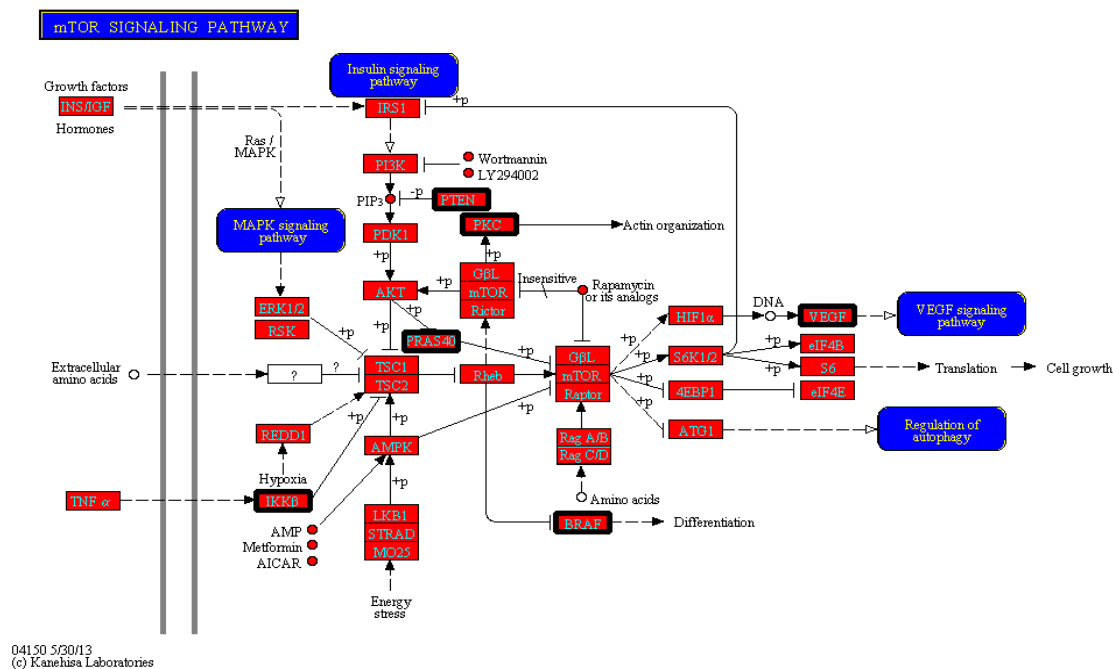 mTOR SIGNALING PATHWAY
Insulin signaling
pathway
Growth factors
INS/IGF
Hormones
IRS1
+p
Ras /
MAPK
PI3K
Wortmannin
LY294002
-p
PIP3
PTEN
MAPK signaling
pathway
PDK1
PKC
Actin organization
+p
+p
GβL
mTOR
Rictor
+p
AKT
Insensitive
Rapamycin
or its analogs
ERK1/2
RSK
+p
+p
+p
PRAS40
+p
HIF1α
DNA
VEGF
VEGF signaling
pathway
Extracellular
amino acids
?
?
TSC1
TSC2
Rheb
GβL
mTOR
Raptor
+p
S6K1/2
+p
+p
eIF4B
S6
Translation
Cell growth
+p
4EBP1
eIF4E
+p
ATG1
Regulation of
autophagy
REDD1
Hypoxia
+p
+p
+p
AMPK
Rag A/B
Rag C/D
Amino acids
TNF α
IKKβ
+p
AMP
Metformin
AICAR
LKB1
STRAD
MO25
BRAF
Differentiation
Energy
stress
04150 5/30/13
(c) Kanehisa Laboratories